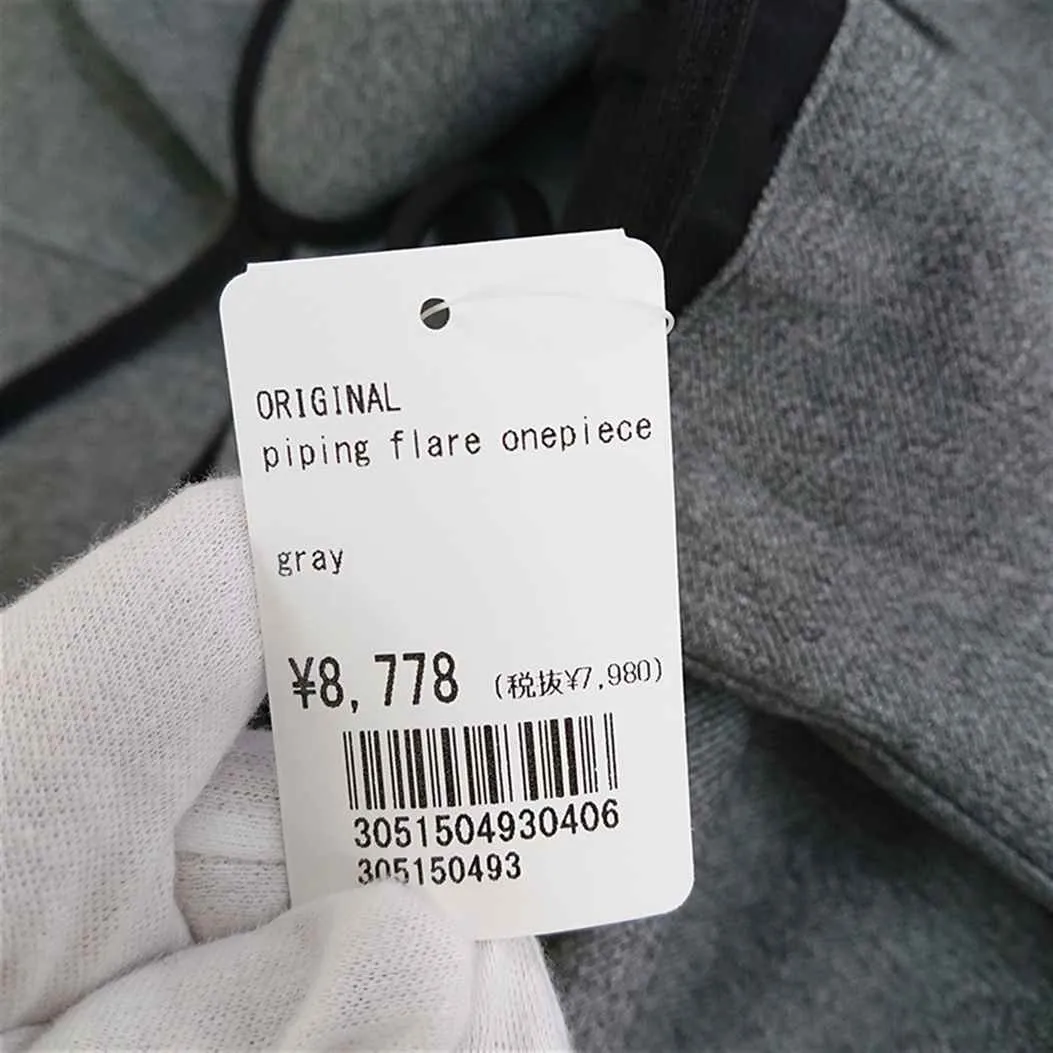 ORIGINAL
piping flare onepiece
gray
¥8,778 (税抜¥7,980)
3051504930406
305150493